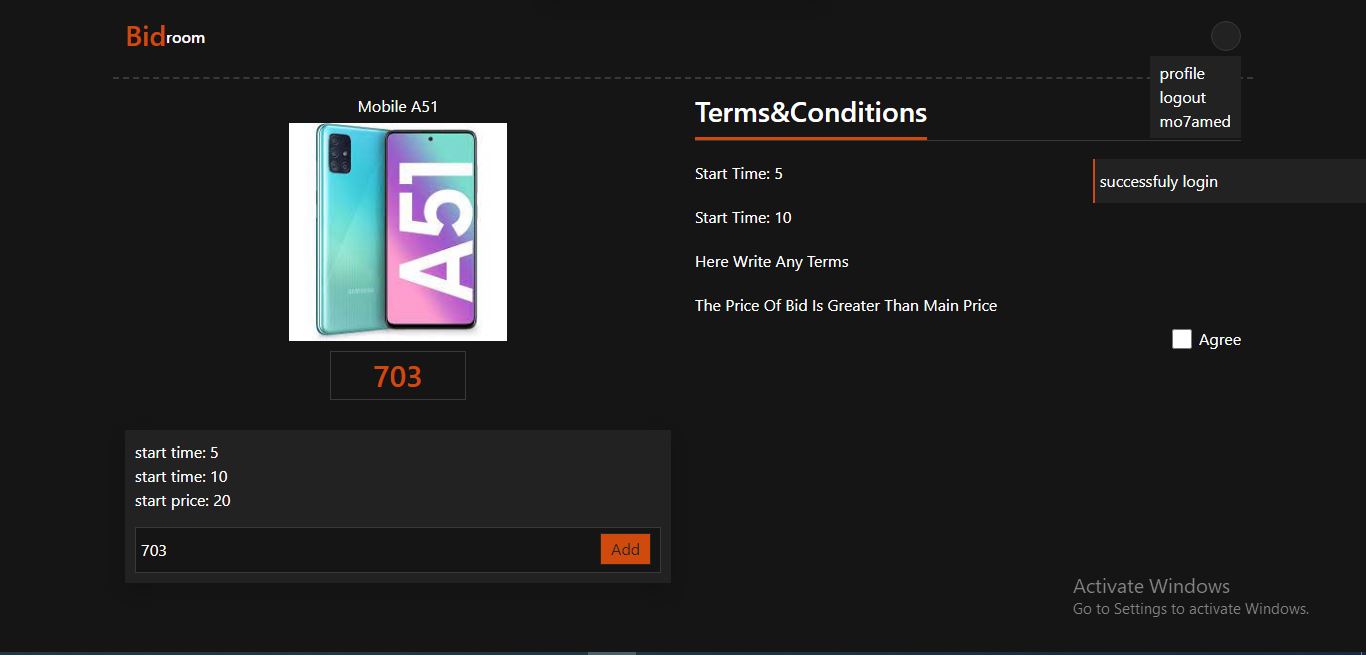 Bidroom
profile
logout
mo7amed
Mobile A51
A51
SAMSUNG
703
start time: 5
start time: 10
start price: 20
703
Add
Terms&Conditions
Start Time: 5
Start Time: 10
Here Write Any Terms
The Price Of Bid Is Greater Than Main Price
Agree
successfuly login
Activate Windows
Go to Settings to activate Windows.